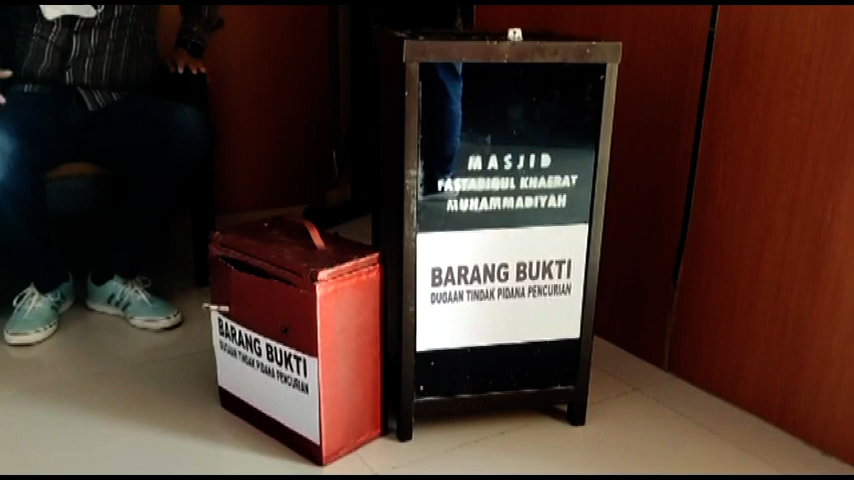 MASJID
FASTABIQUL KHAERAT
MUHAMMADIYAH
BARANG BUKTI
DUGAAN TINDAK PIDANA PENCURIAN
BARANG BUKTI
DUGAAN TINDAK PIDANA PENCURIAN